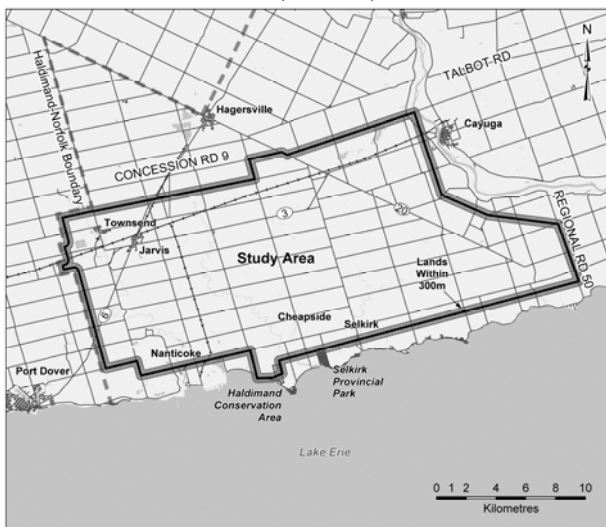 N
TALBOT-RD
Hagersville
Cayuga
Haldimand-Norfolk Boundary
CONCESSION RD 9
3
20
REGIONAL RD 50
Townsend
Jarvis
Study Area
Lands
Within
300m
6
Cheapside
Selkirk
Nanticoke
Port Dover
Selkirk
Provincial
Park
Haldimand
Conservation
Area
Lake Erie
0 1 2 4 6 8 10
Kilometres